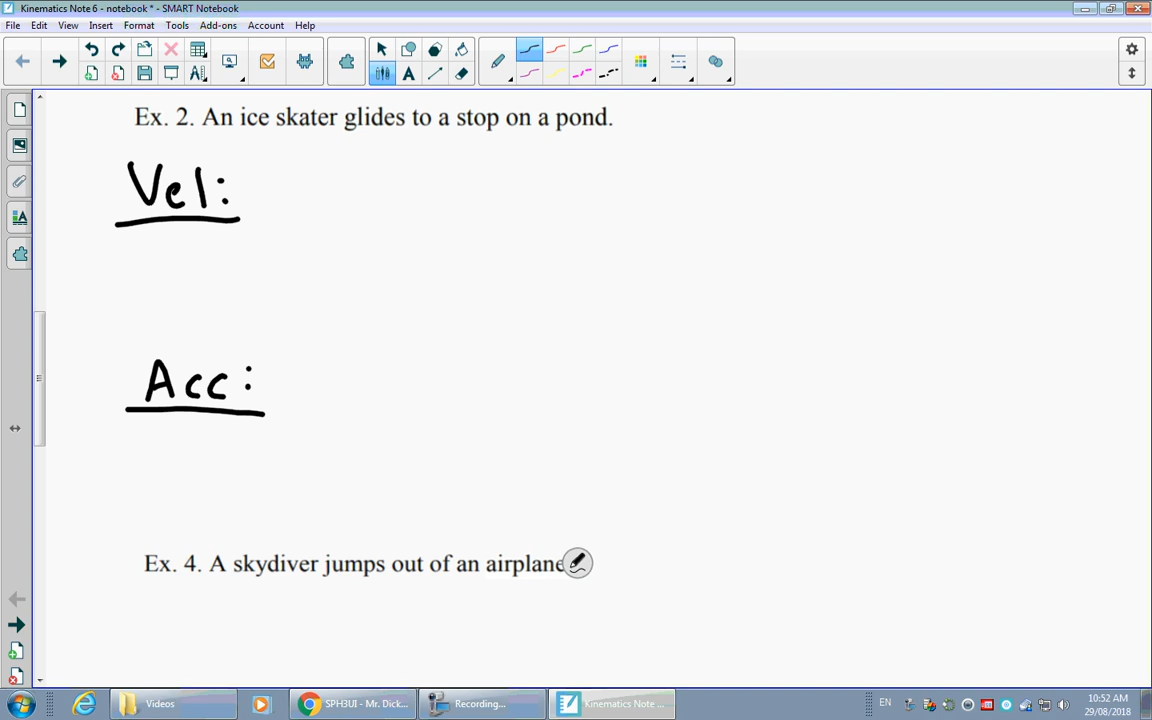 Kinematics Note 6 - notebook * - SMART Notebook
File Edit View Insert Format Tools Add-ons Account Help
Ex. 2. An ice skater glides to a stop on a pond.
Vel:
Acc:
Ex. 4. A skydiver jumps out of an airplane
Videos
SPH3UI - Mr. Dick...
Recording...
Kinematics Note ...
EN
10:52 AM
29/08/2018